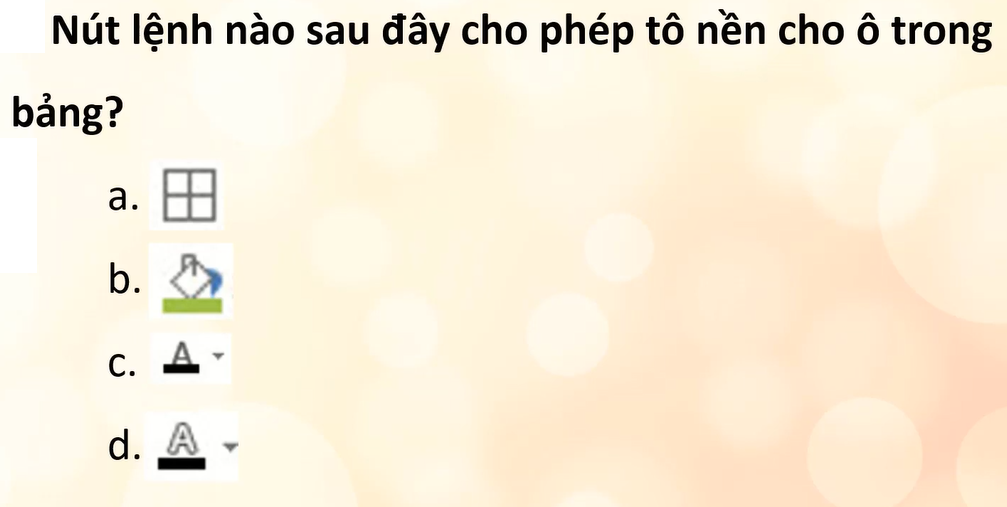 Nút lệnh nào sau đây cho phép tô nền cho ô trong
bảng?
a.
b.
c. A
d. A